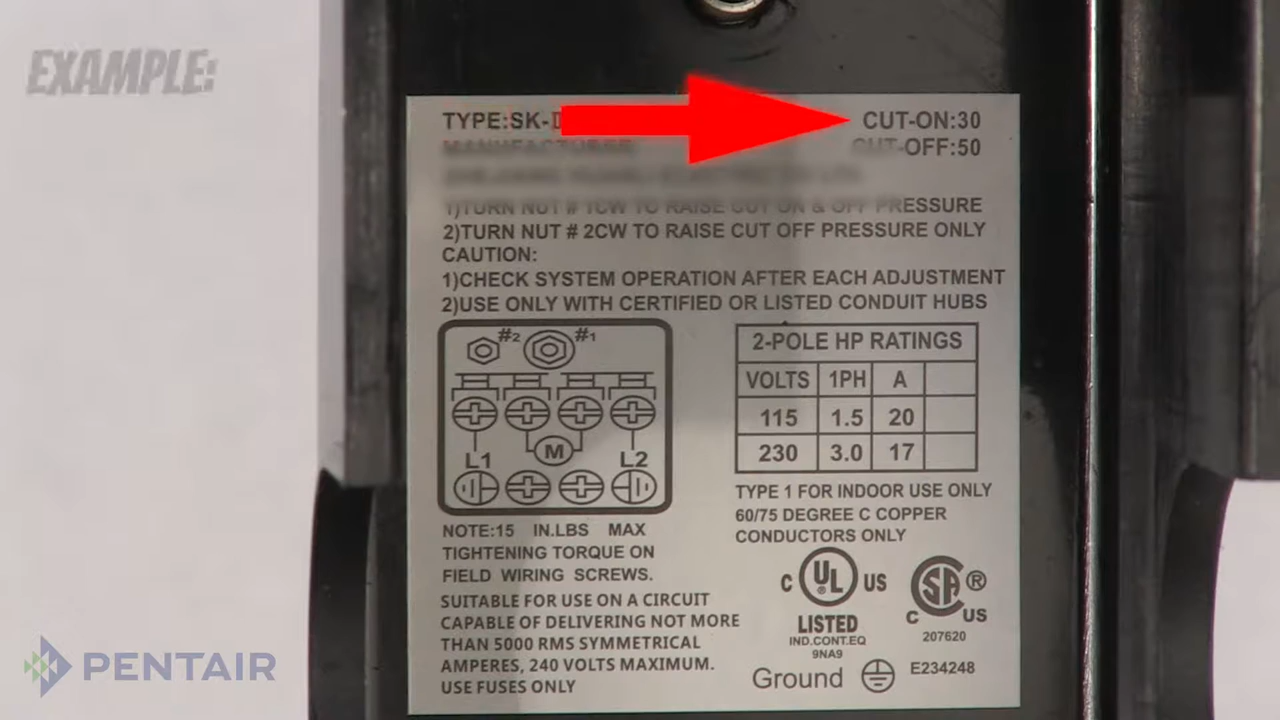 EXAMPLE:
TYPE:SK- CUT-ON:30
CUT-OFF:50
1)TURN NUT # 1CW TO RAISE CUT ON & OFF PRESSURE
2)TURN NUT # 2CW TO RAISE CUT OFF PRESSURE ONLY
CAUTION:
1)CHECK SYSTEM OPERATION AFTER EACH ADJUSTMENT
2)USE ONLY WITH CERTIFIED OR LISTED CONDUIT HUBS
#2 #1
L1 M L2
2-POLE HP RATINGS
VOLTS 1PH A
115 1.5 20
230 3.0 17
NOTE:15 IN.LBS MAX
TIGHTENING TORQUE ON
FIELD WIRING SCREWS.
SUITABLE FOR USE ON A CIRCUIT
CAPABLE OF DELIVERING NOT MORE
THAN 5000 RMS SYMMETRICAL
AMPERES, 240 VOLTS MAXIMUM.
USE FUSES ONLY
TYPE 1 FOR INDOOR USE ONLY
60/75 DEGREE C COPPER
CONDUCTORS ONLY
C UL ® US
LISTED
IND.CONT.EQ
9NA9
C SA ® US
207620
Ground
E234248
PENTAIR